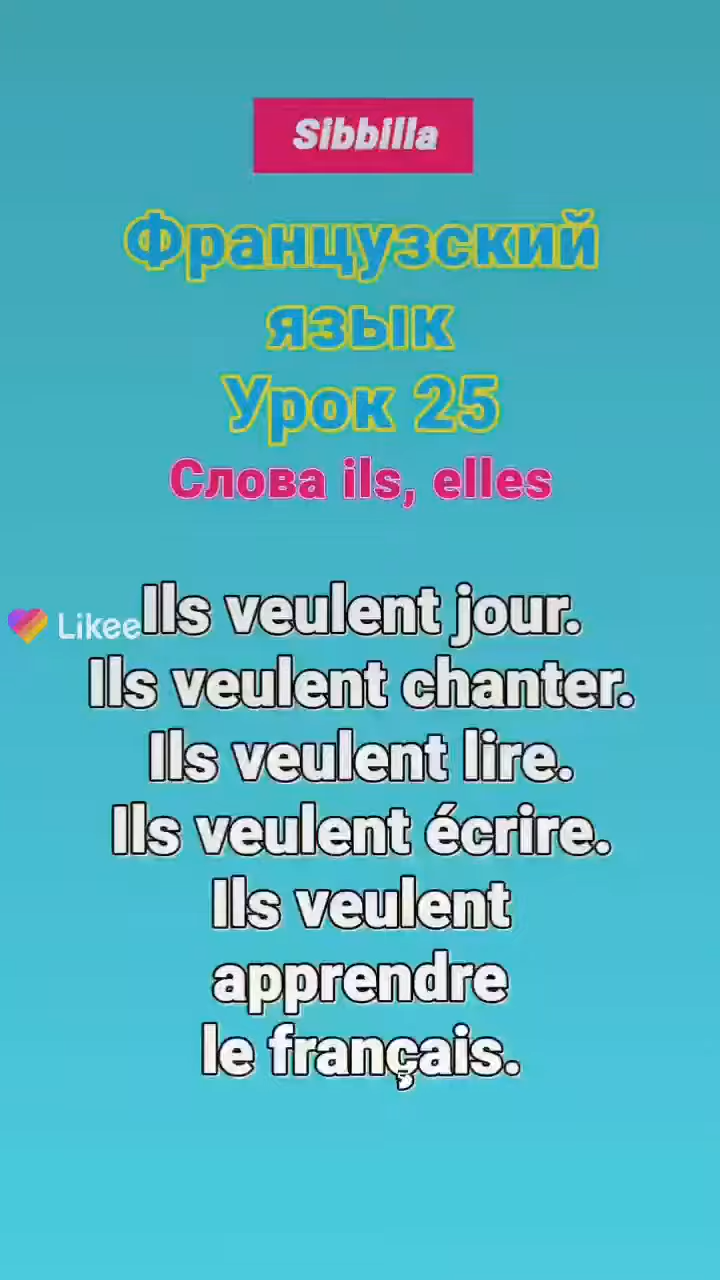 Sibbilla
Французский
язык
Урок 25
Слова ils, elles
Likee
Ils veulent jour.
Ils veulent chanter.
Ils veulent lire.
Ils veulent écrire.
Ils veulent
apprendre
le français.